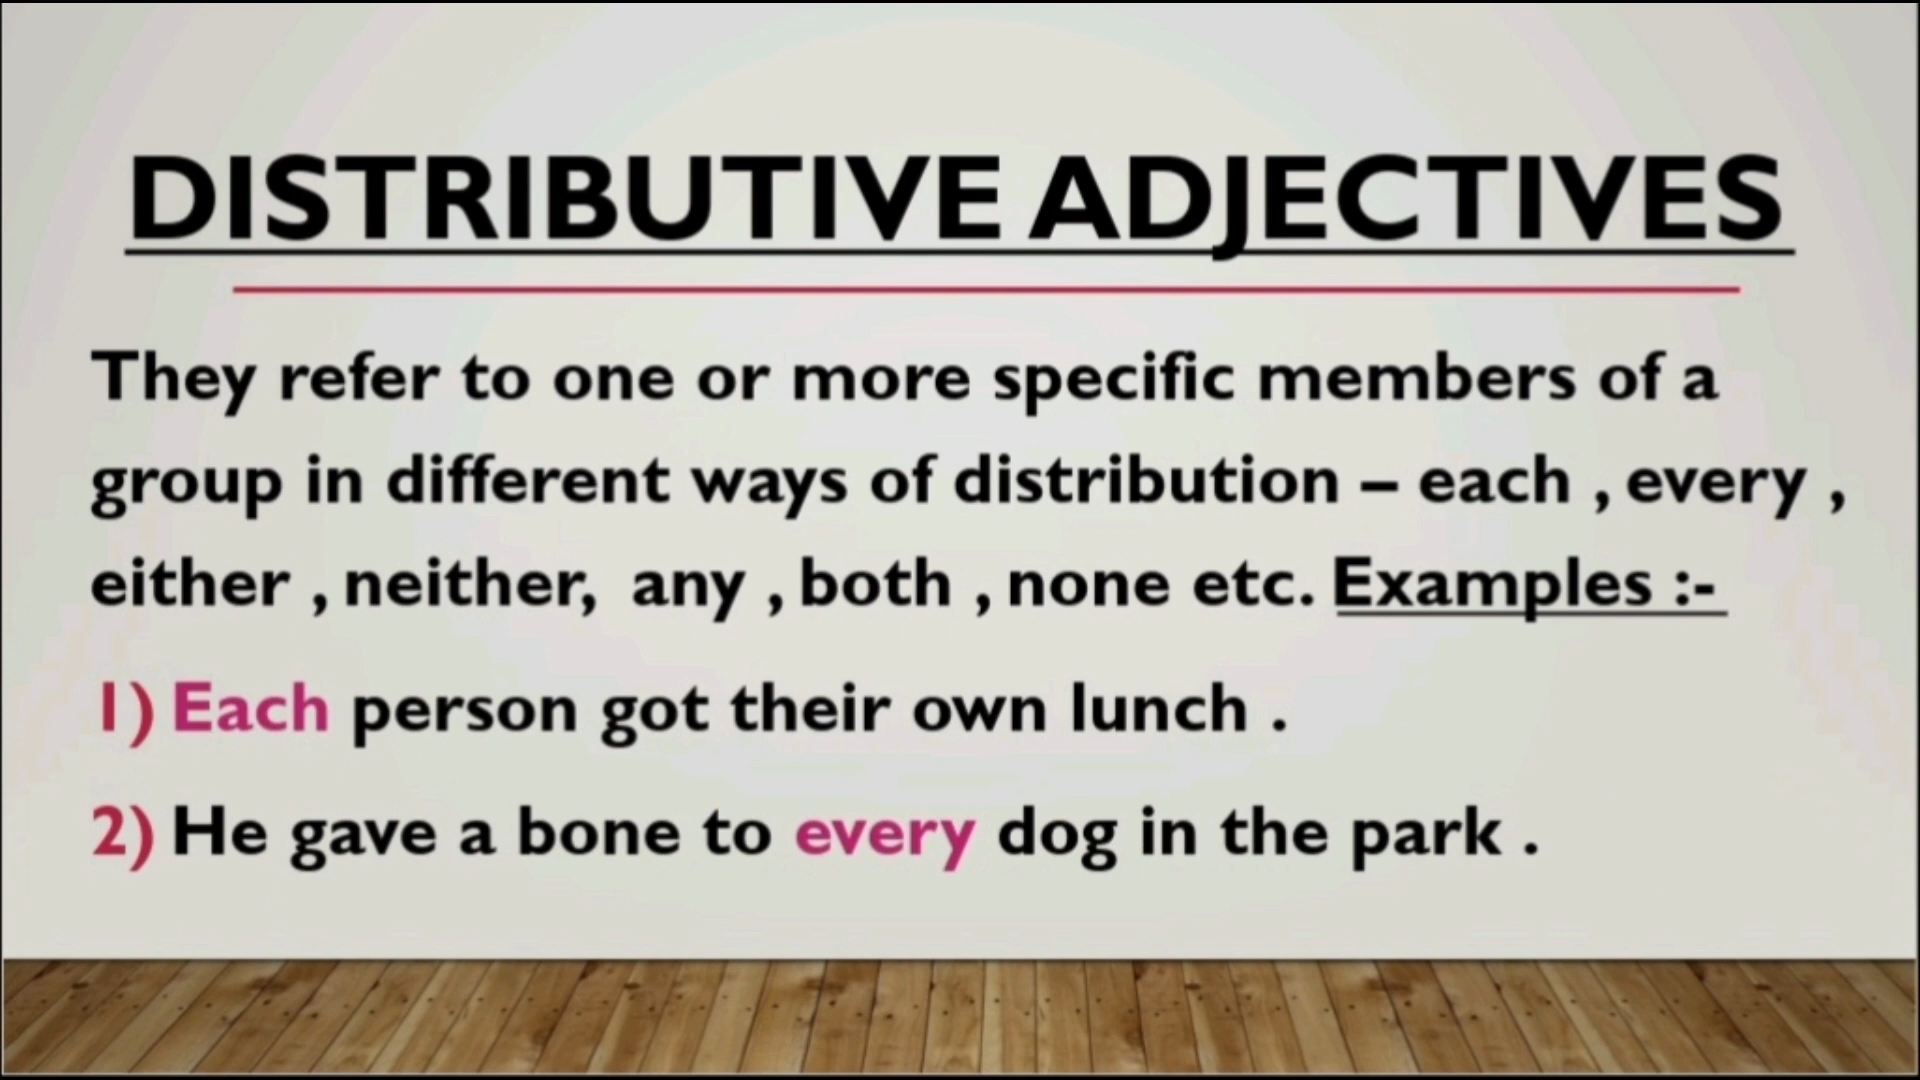 DISTRIBUTIVE ADJECTIVES
They refer to one or more specific members of a
group in different ways of distribution – each , every ,
either , neither, any , both , none etc. Examples :-
1) Each person got their own lunch .
2) He gave a bone to every dog in the park .